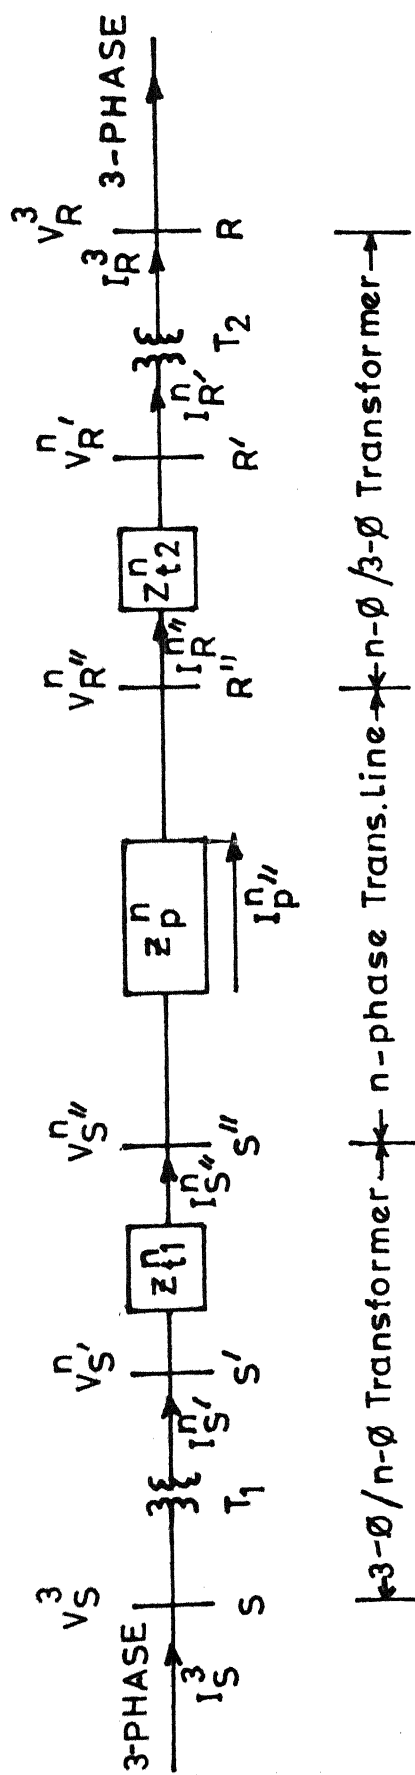 3-PHASE
3-PHASE
V_S^3
V_S'^n
V_S''^n
V_R''^n
V_R'^n
V_R^3
I_S^3
I_S'^n
Z_t1^n
I_S''^n
Z_p^n
I_p''^n
I_R''^n
Z_t2^n
I_R'^n
I_R^3
S
T_1
S'
S''
R''
R'
T_2
R
3-Ø/n-Ø Transformer
n-phase Trans.Line
n-Ø/3-Ø Transformer